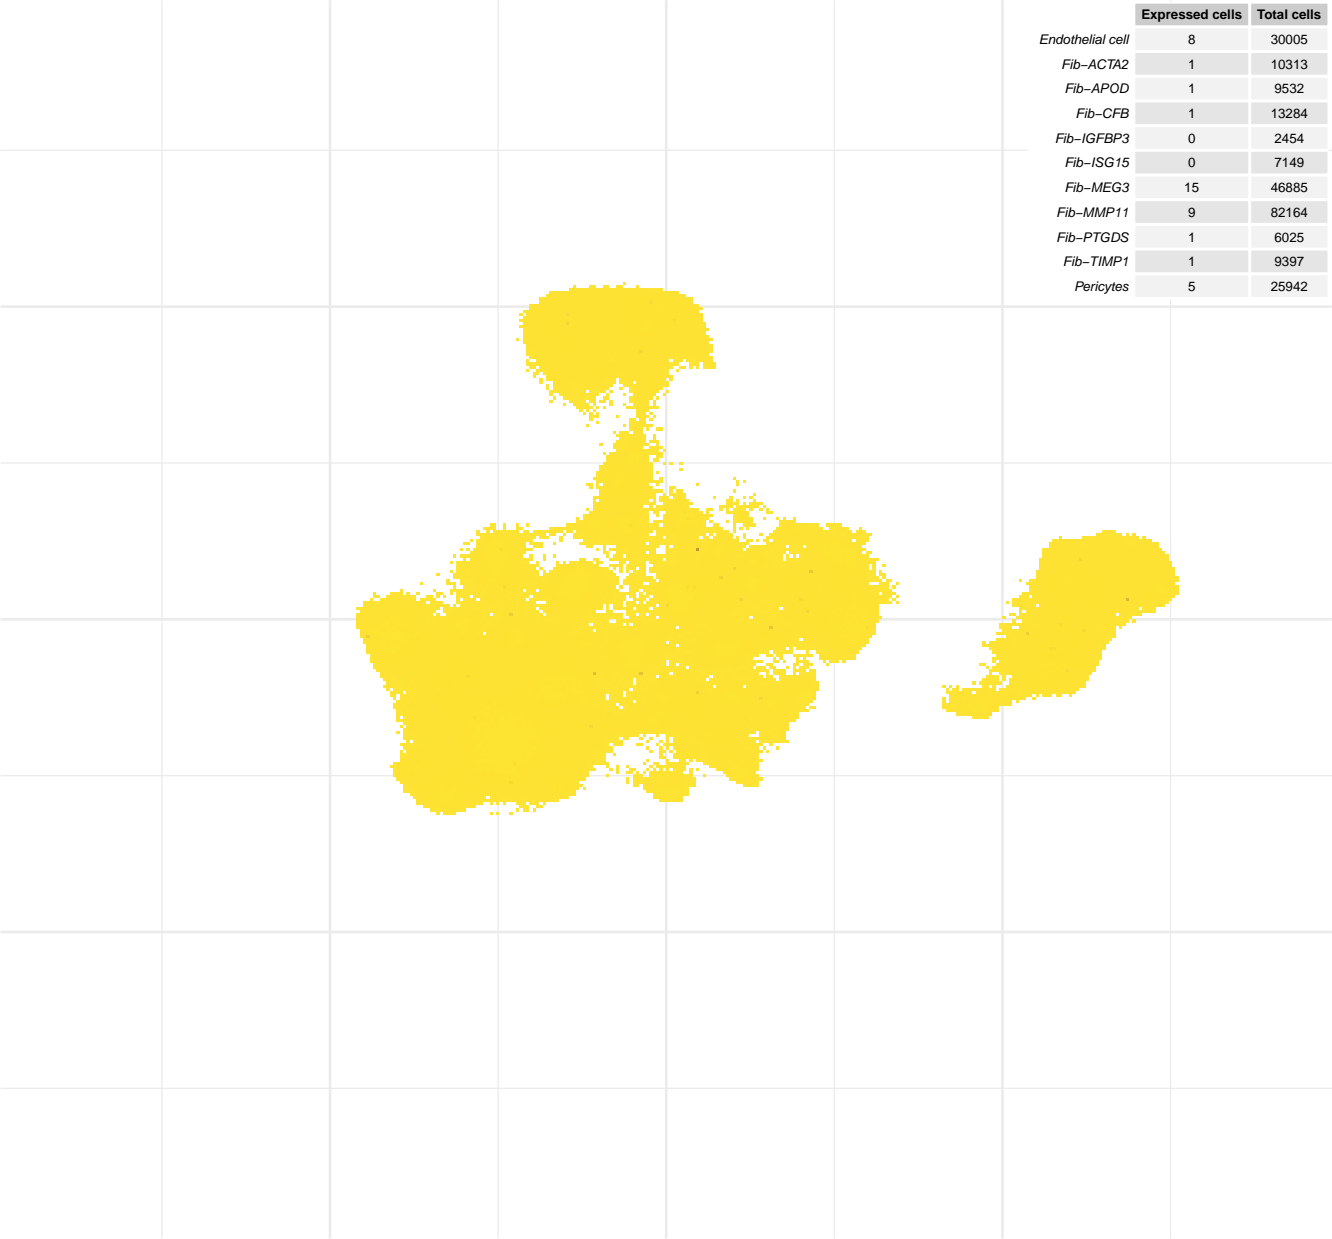 Expressed cells Total cells
Endothelial cell 8 30005
Fib−ACTA2 1 10313
Fib−APOD 1 9532
Fib−CFB 1 13284
Fib−IGFBP3 0 2454
Fib−ISG15 0 7149
Fib−MEG3 15 46885
Fib−MMP11 9 82164
Fib−PTGDS 1 6025
Fib−TIMP1 1 9397
Pericytes 5 25942